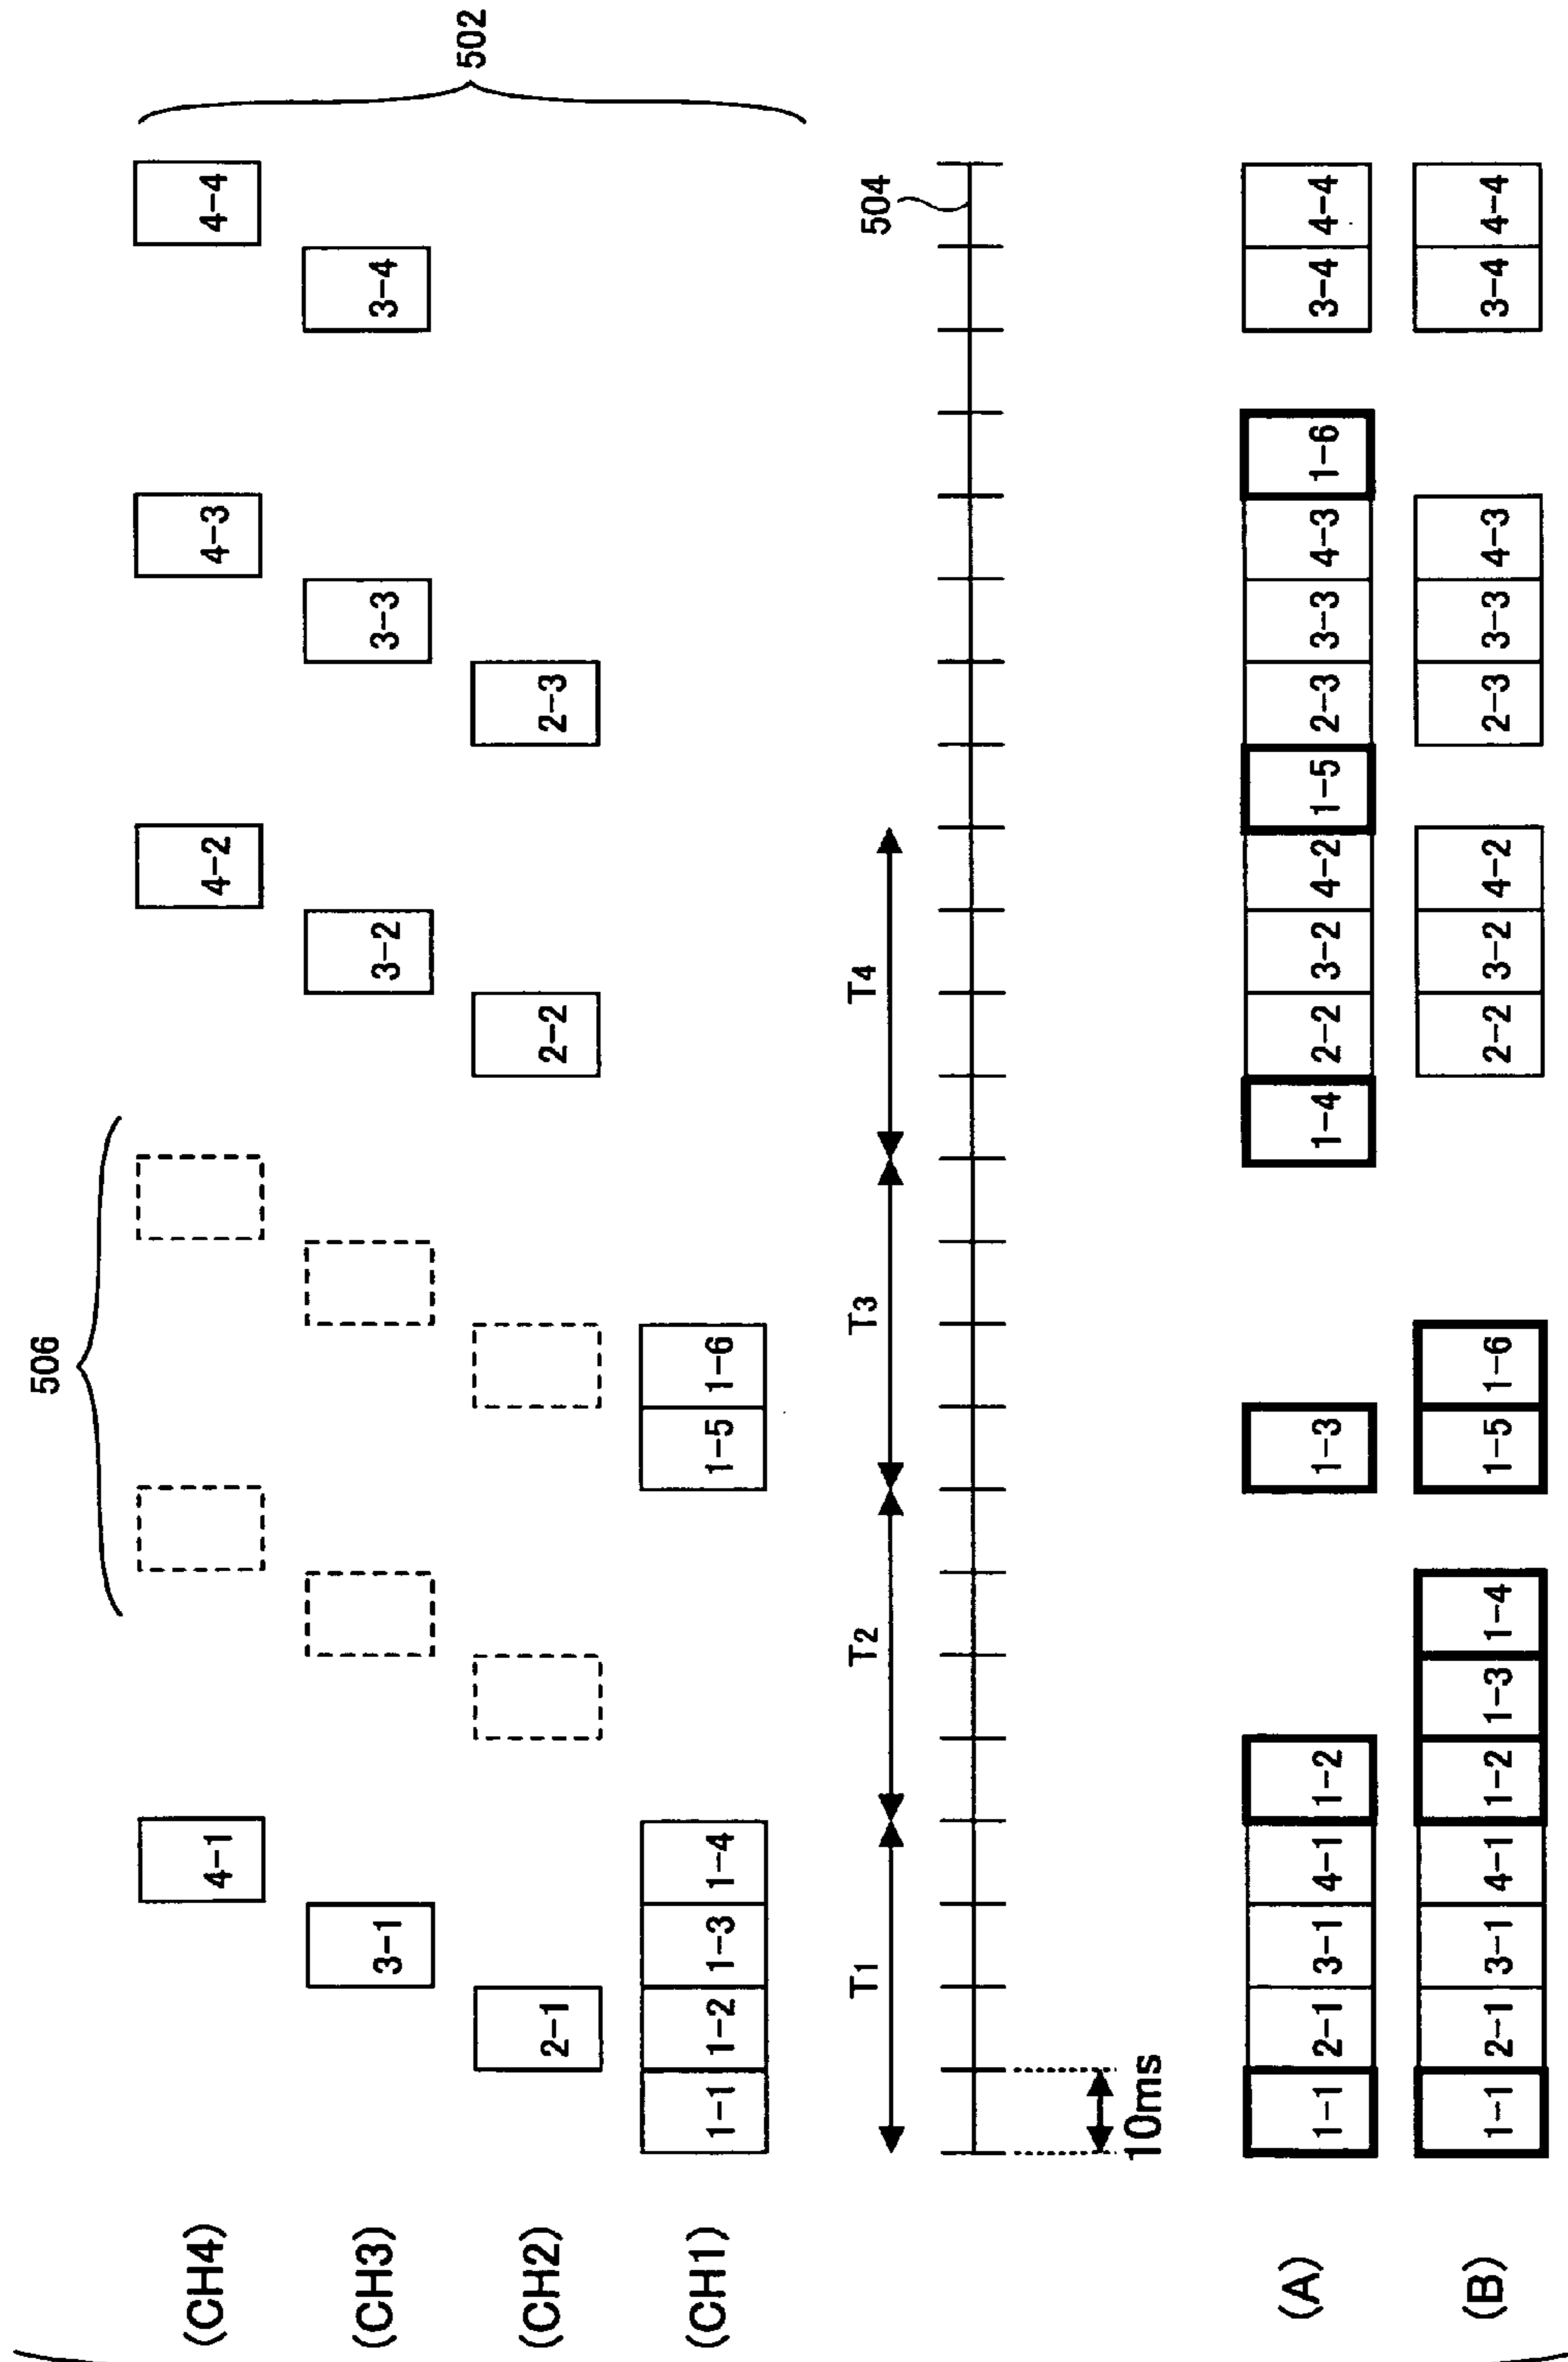 506
502
(CH4) 4-1 4-2 4-3 4-4
(CH3) 3-1 3-2 3-3 3-4
(CH2) 2-1 2-2 2-3
(CH1) 1-1 1-2 1-3 1-4 1-5 1-6
T1 T2 T3 T4
504
10ms
(A) 1-1 2-1 3-1 4-1 1-2 1-3 1-4 2-2 3-2 4-2 1-5 2-3 3-3 4-3 1-6 3-4 4-4
(B) 1-1 2-1 3-1 4-1 1-2 1-3 1-4 1-5 1-6 2-2 3-2 4-2 2-3 3-3 4-3 3-4 4-4